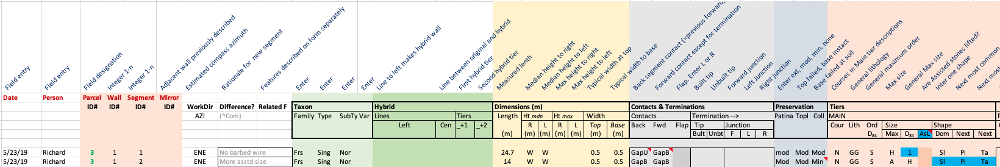 Field entry
Field entry
Field designation
Integer 1-n
Integer 1-n
Adjacent wall previously described
Estimated compass azimuth
Rationale for new segment
Features described on form separately
Enter
Enter
Enter
Enter
Line to left makes hybrid wall
Line between original and hybrid
First hybrid tier
Second hybrid tier
Measured lenth
Median height to right
Median height to left
Max height to right
Max height to left
Typical width at top
Typical width to base
Back segment contact (=previous forward,
Forward contact except for termination
Flap. Enter L or R
Built tip
Unbuilt tip
Forward junction
Left junction
Right junction
Enter ext, mod, min, none
Top failed, base instact
Base failed at soil
Courses in Main tier descriptions
General lithology
General maximum order
Max size
General Max size
Are Assisted stones lifted?
Inter one shape
Next most common
Next most
Date Person Parcel Wall Segment Mirror
ID# ID# ID# ID# WorkDir Difference? Related F Taxon Hybrid Dimensions (m) Contacts & Terminations Preservation Tiers
AZI (^Com) Family Type SubTy Var Lines Tiers Length Ht mdn Ht max Width Contacts Termination --> Patina Topl Coll MAIN
Left Cen _+1 _+2 R L R L Top Base Back Fwd Flap Tip Junction Cour Lith Ord Size Shape
(m) (m) (m) (m) (m) (m) (m) Bult Unbt F L R D84 Max D84 AsL Dom Next Next
5/23/19 Richard 3 1 1 ENE No barbed wire Frs Sing Nor 24.7 W W 0.5 0.5 GapU GapB mod Mod Mod N GG S H 1 Sl Pi Ta
5/23/19 Richard 3 1 2 ENE More asstd size Frs Sing Nor 14 W W 0.5 0.5 GapB GapB Mod Mod Min N GG S A H Sl Pi Ta